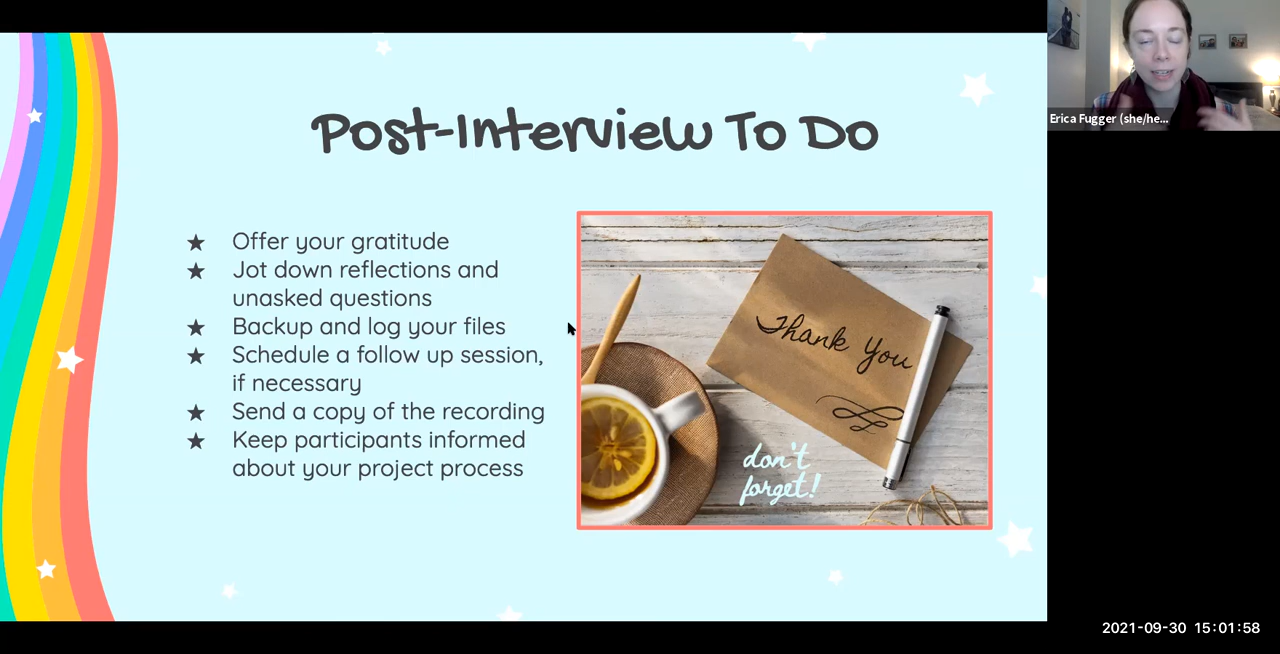 Post-Interview To Do
★ Offer your gratitude
★ Jot down reflections and
unasked questions
★ Backup and log your files
★ Schedule a follow up session,
if necessary
★ Send a copy of the recording
★ Keep participants informed
about your project process
Thank You
don't
forget!
Erica Fugger (she/he...
2021-09-30 15:01:58